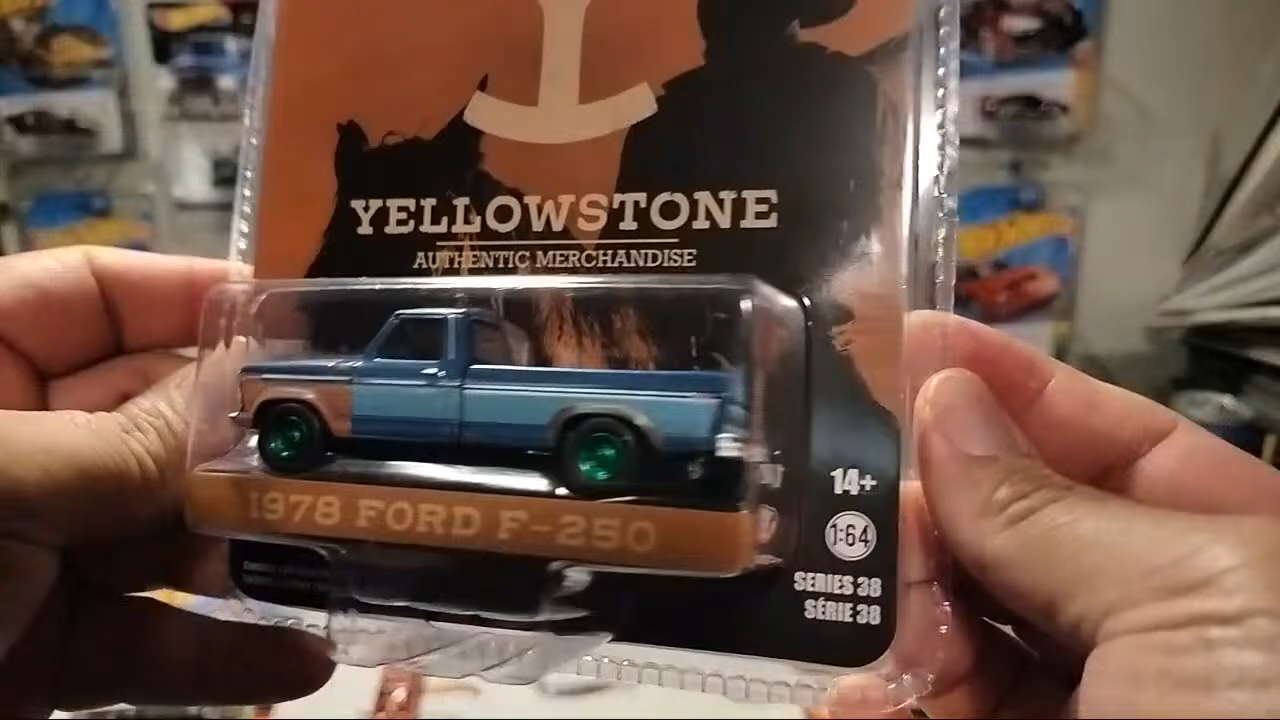 YELLOWSTONE
AUTHENTIC MERCHANDISE
1978 FORD F-250
14+
1:64
SERIES 38
SÉRIE 38